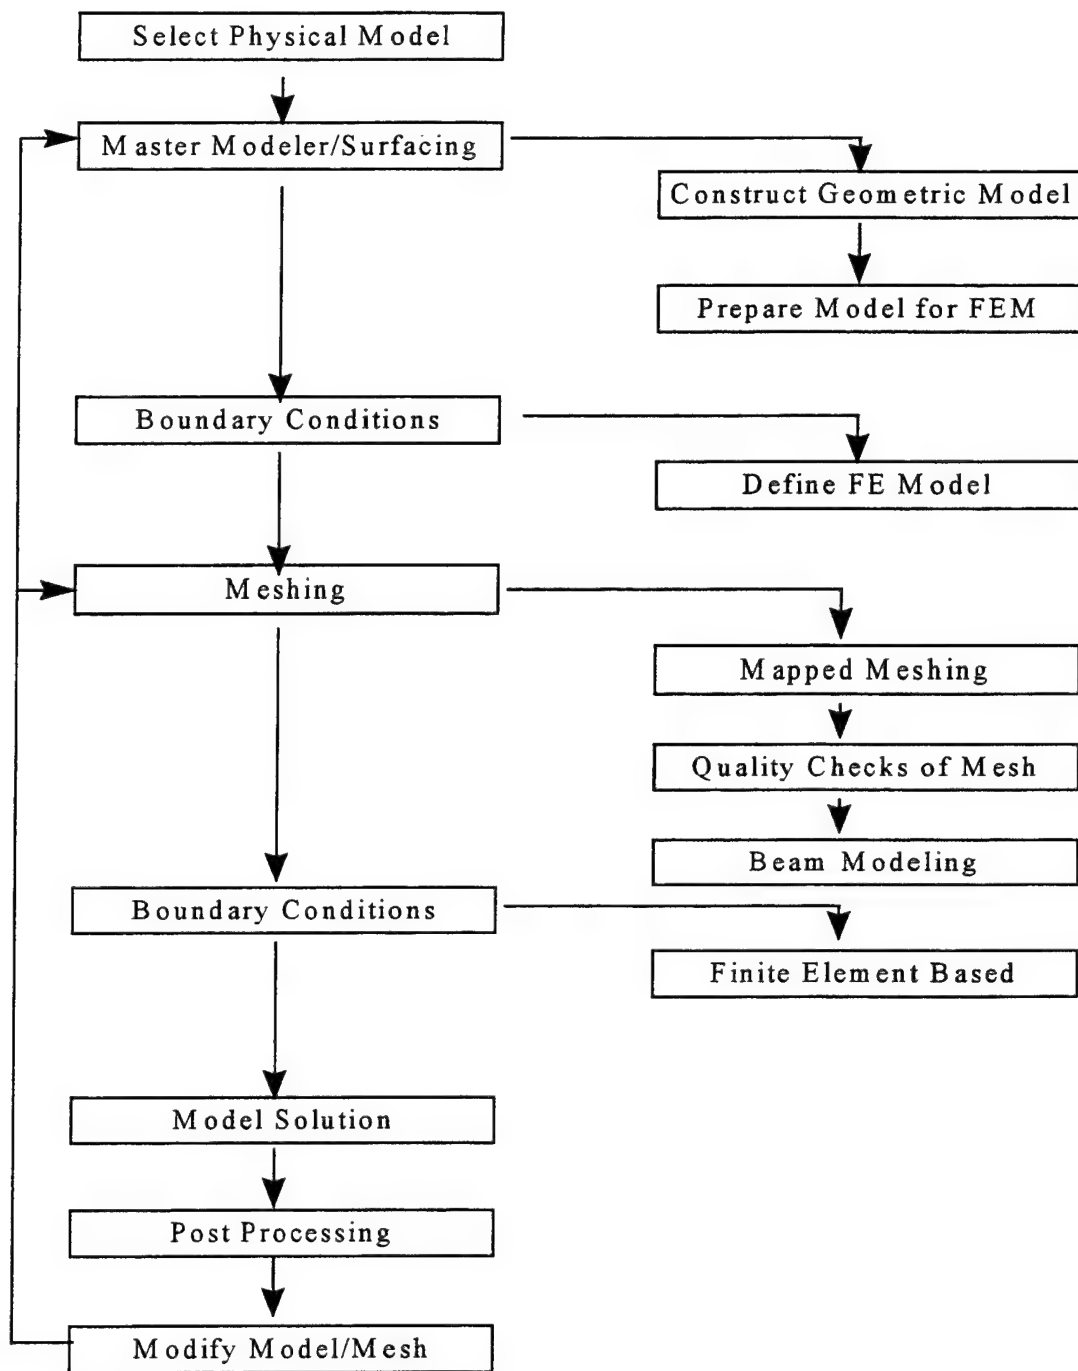 Select Physical Model
Master Modeler/Surfacing
Construct Geometric Model
Prepare Model for FEM
Boundary Conditions
Define FE Model
Meshing
Mapped Meshing
Quality Checks of Mesh
Beam Modeling
Boundary Conditions
Finite Element Based
Model Solution
Post Processing
Modify Model/Mesh